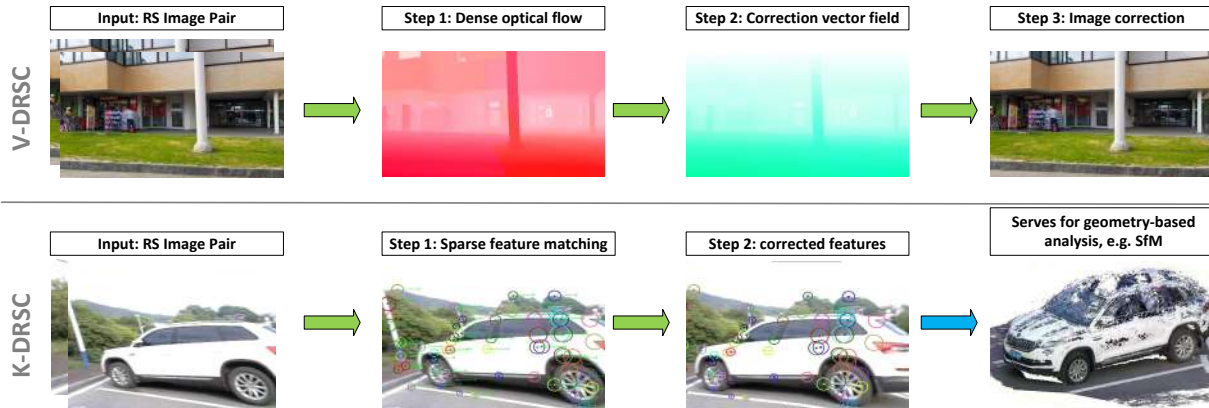 Input: RS Image Pair
Step 1: Dense optical flow
Step 2: Correction vector field
Step 3: Image correction
V-DRSC
Input: RS Image Pair
Step 1: Sparse feature matching
Step 2: corrected features
Serves for geometry-based
analysis, e.g. SfM
K-DRSC